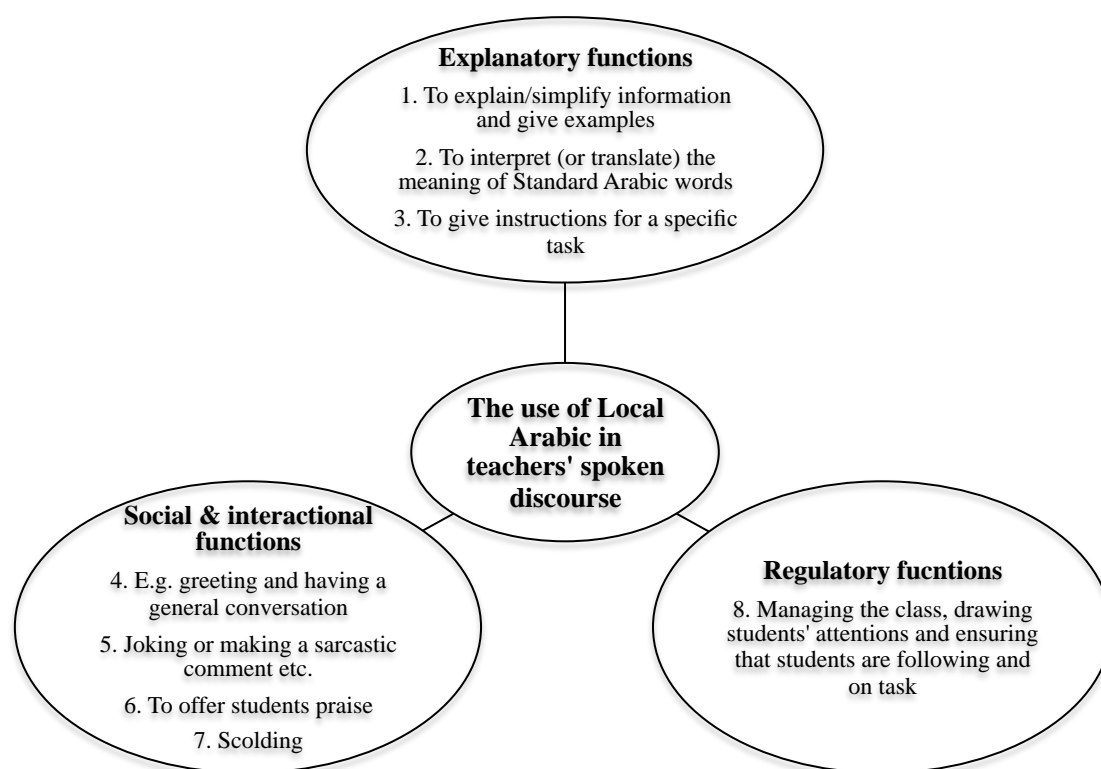 Explanatory functions
1. To explain/simplify information
and give examples
2. To interpret (or translate) the
meaning of Standard Arabic words
3. To give instructions for a specific
task
The use of Local
Arabic in
teachers' spoken
discourse
Social & interactional
functions
4. E.g. greeting and having a
general conversation
5. Joking or making a sarcastic
comment etc.
6. To offer students praise
7. Scolding
Regulatory fucntions
8. Managing the class, drawing
students' attentions and ensuring
that students are following and
on task